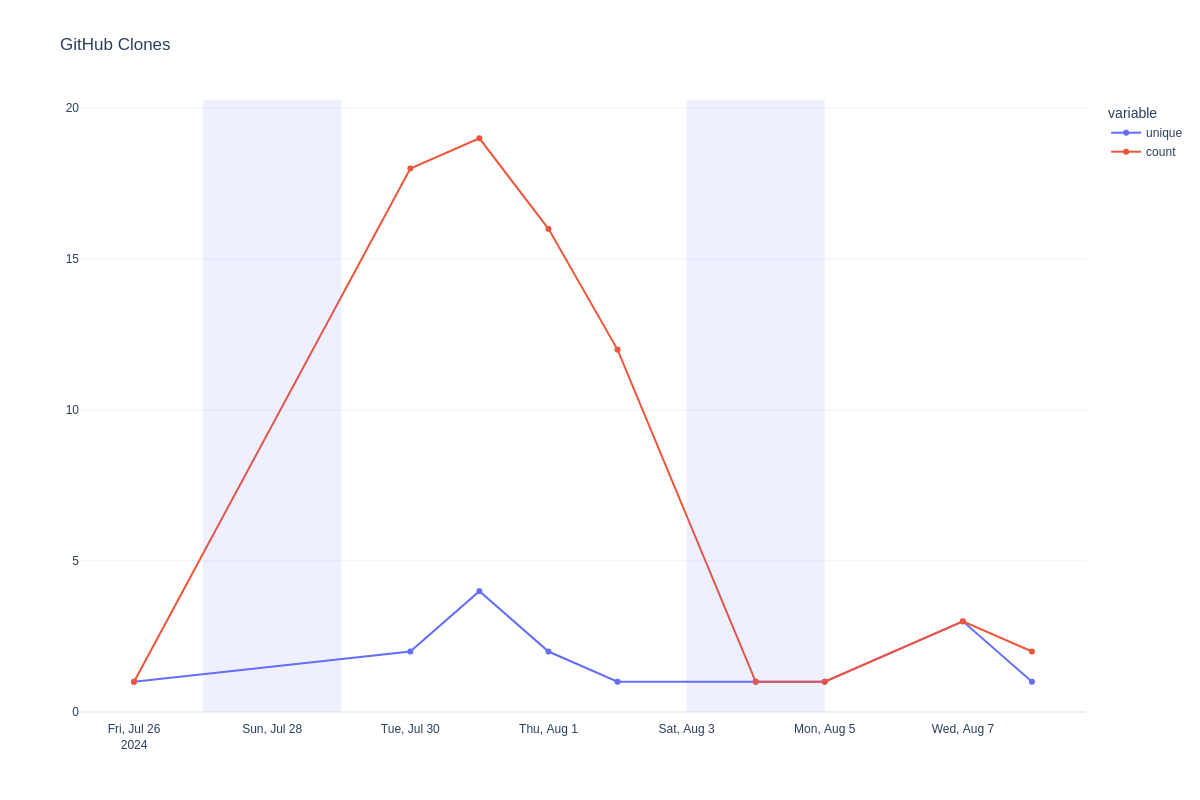 GitHub Clones
20
15
10
5
0
Fri, Jul 26
2024
Sun, Jul 28
Tue, Jul 30
Thu, Aug 1
Sat, Aug 3
Mon, Aug 5
Wed, Aug 7
variable
unique
count